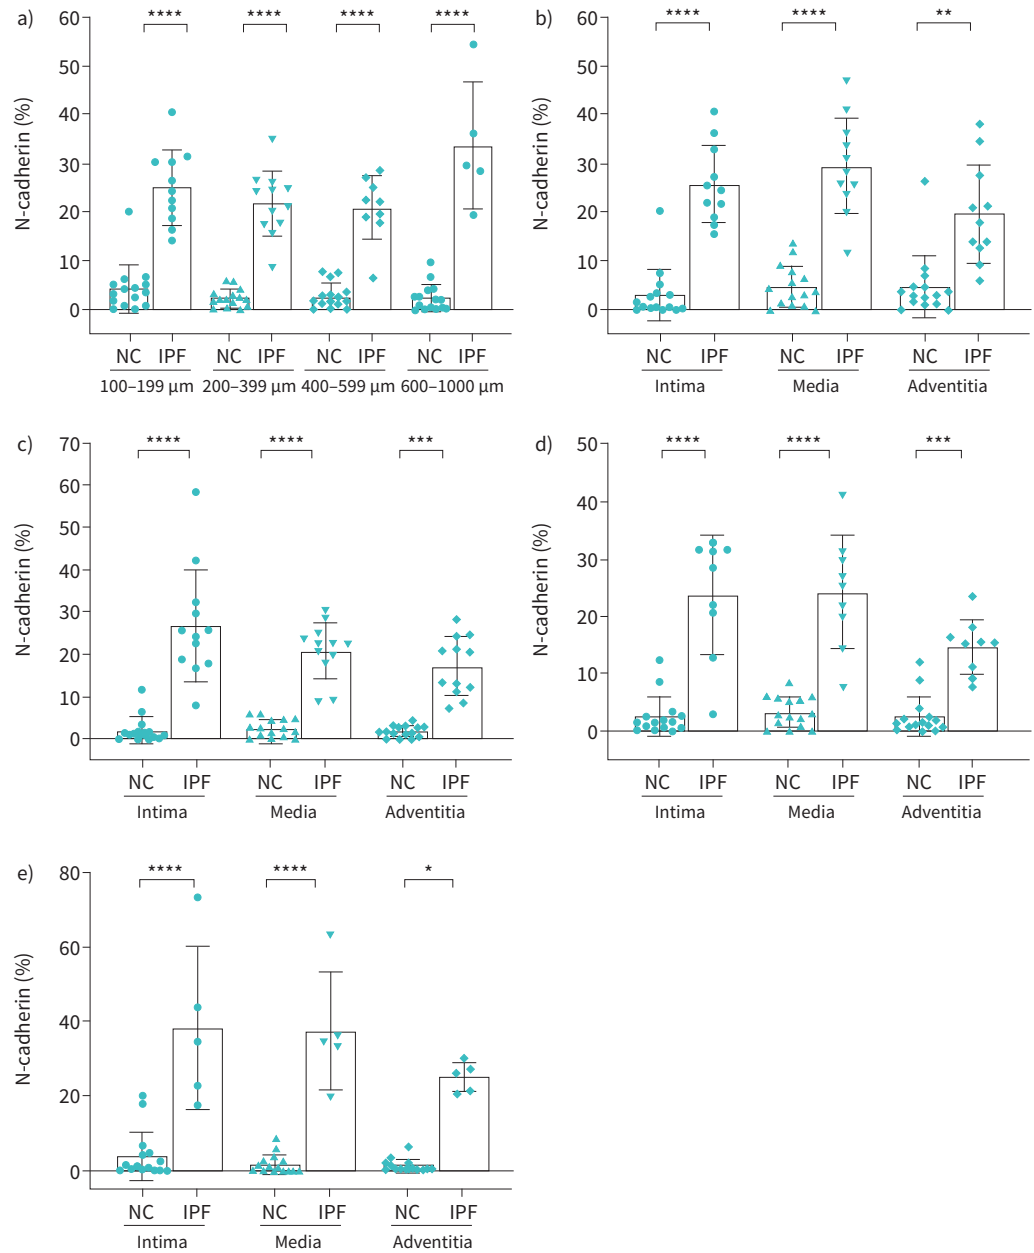 a)
N-cadherin (%)
60
50
40
30
20
10
0
**** **** **** ****
NC IPF NC IPF NC IPF NC IPF
100–199 μm 200–399 μm 400–599 μm 600–1000 μm
b)
N-cadherin (%)
60
50
40
30
20
10
0
**** **** **
NC IPF NC IPF NC IPF
Intima Media Adventitia
c)
N-cadherin (%)
70
60
50
40
30
20
10
0
**** **** ***
NC IPF NC IPF NC IPF
Intima Media Adventitia
d)
N-cadherin (%)
50
40
30
20
10
0
**** **** ***
NC IPF NC IPF NC IPF
Intima Media Adventitia
e)
N-cadherin (%)
80
60
40
20
0
**** **** *
NC IPF NC IPF NC IPF
Intima Media Adventitia